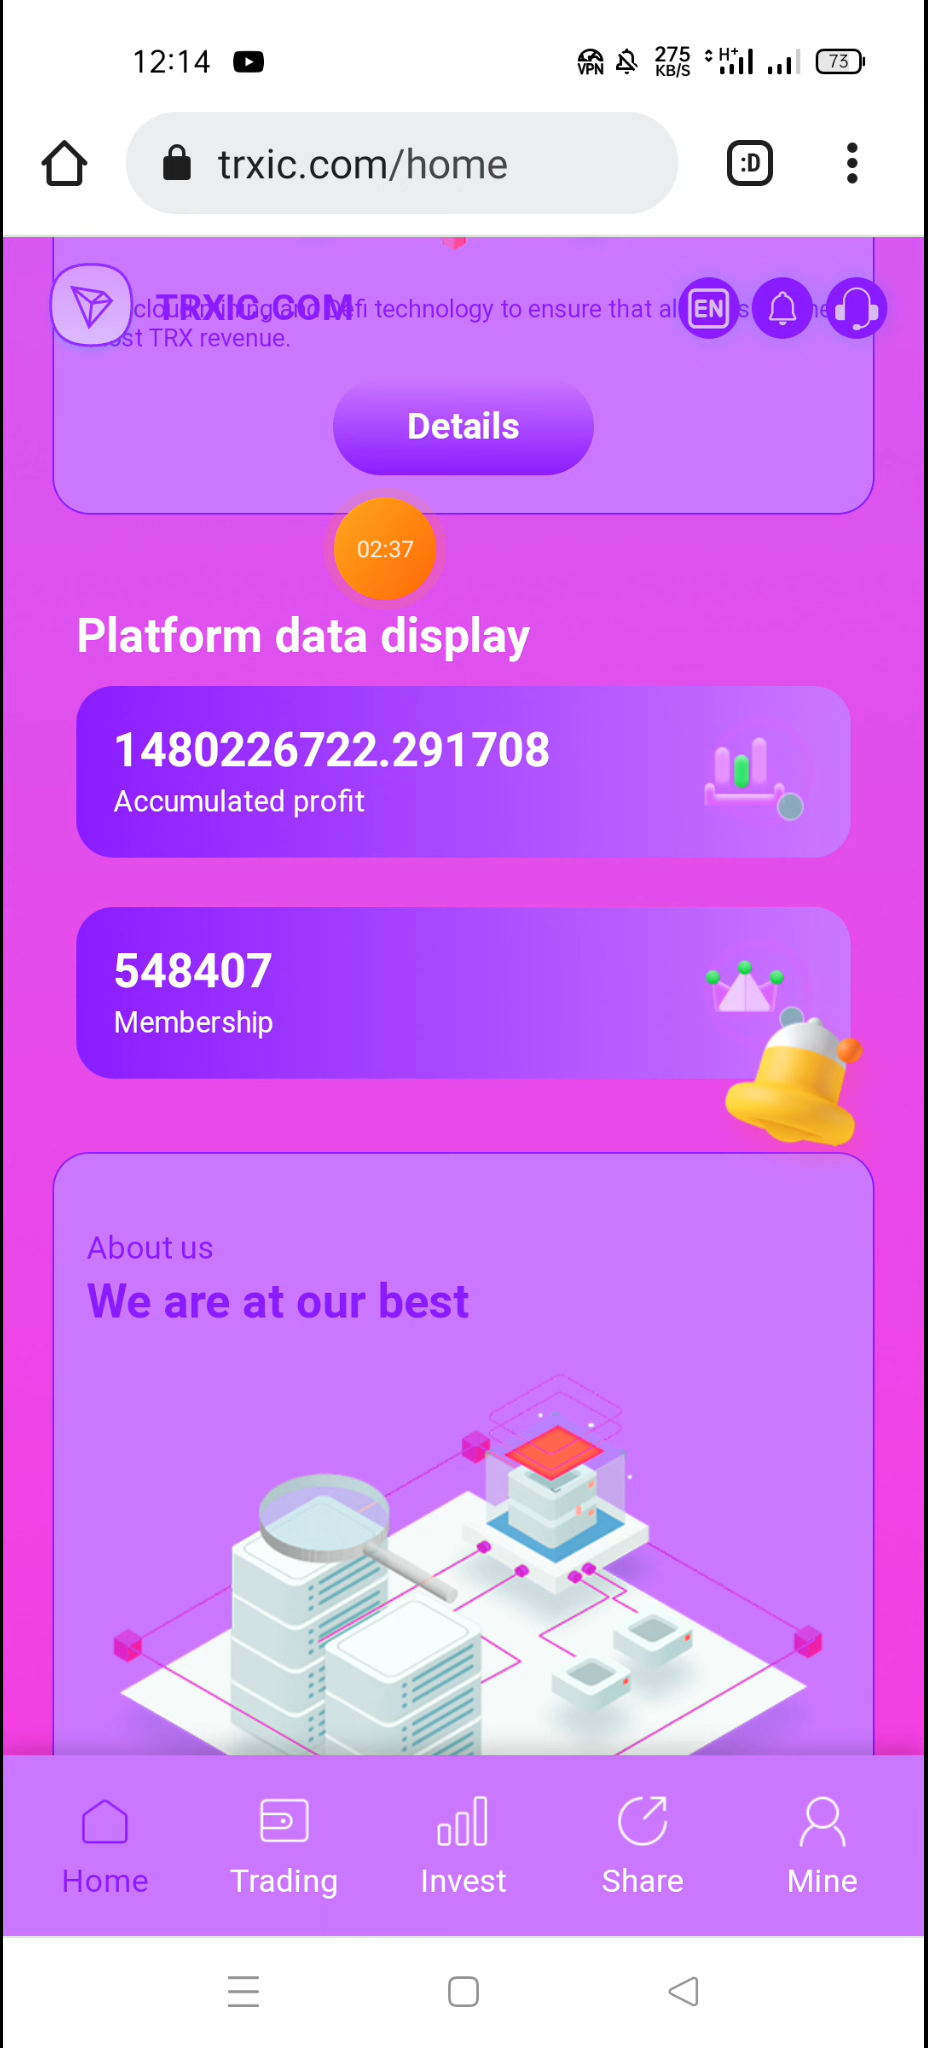 12:14
VPN
275
KB/S
H+
73
trxic.com/home
:D
TRXIC.COM
EN
technology to ensure that
TRX revenue.
Details
02:37
Platform data display
1480226722.291708
Accumulated profit
548407
Membership
About us
We are at our best
Home
Trading
Invest
Share
Mine